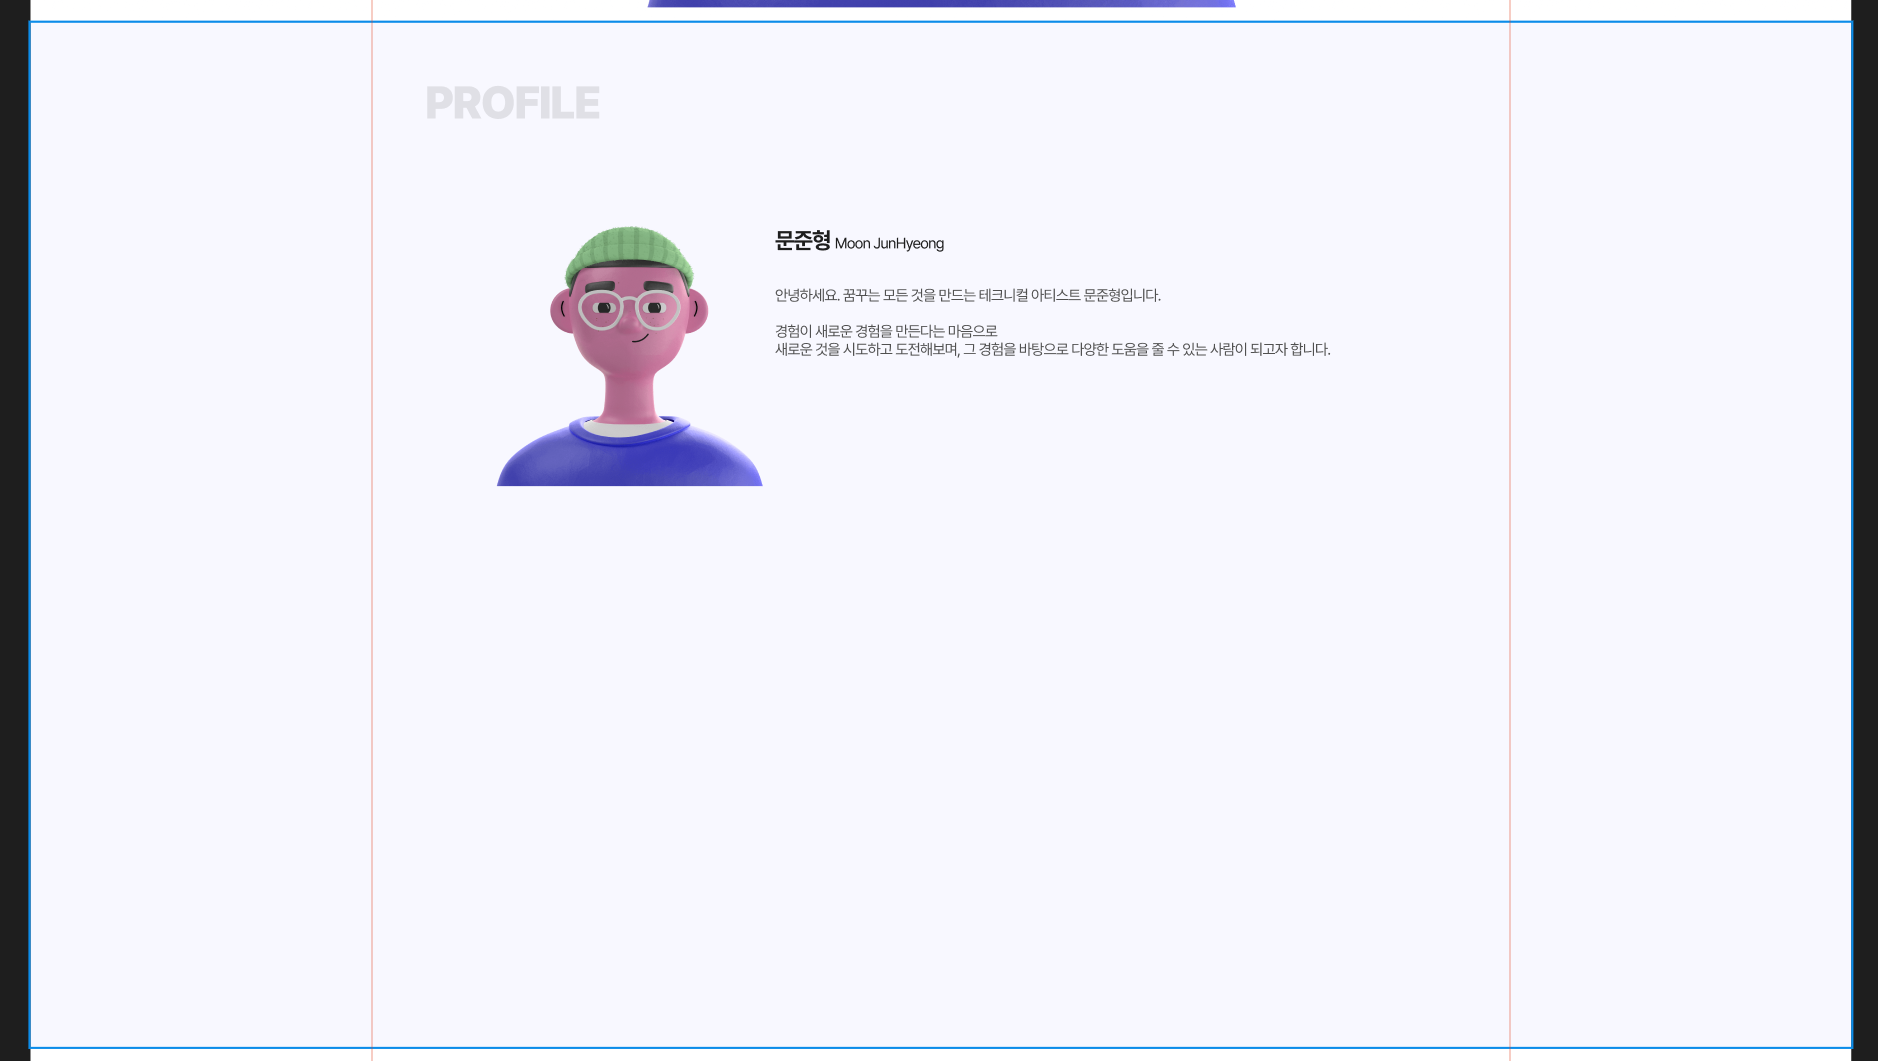 PROFILE
문준형 Moon JunHyeong
안녕하세요. 꿈꾸는 모든 것을 만드는 테크니컬 아티스트 문준형입니다.
경험이 새로운 경험을 만든다는 마음으로
새로운 것을 시도하고 도전해보며, 그 경험을 바탕으로 다양한 도움을 줄 수 있는 사람이 되고자 합니다.